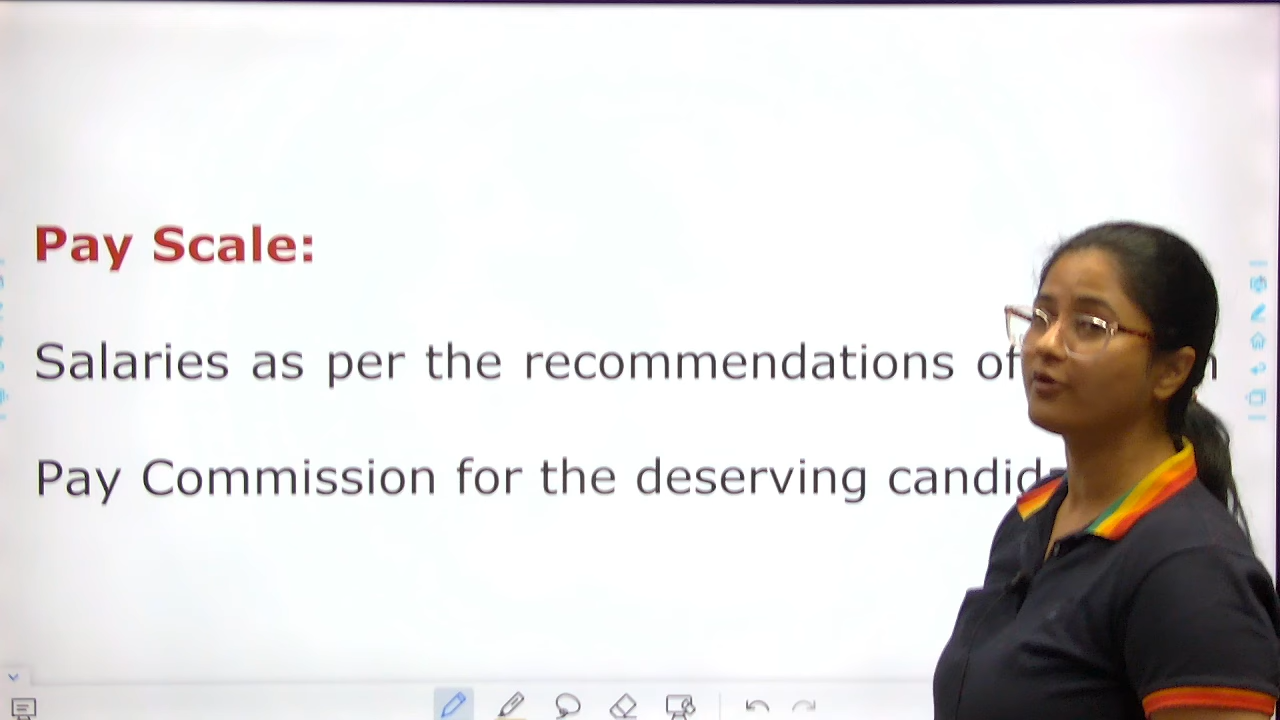 Pay Scale:
Salaries as per the recommendations of
Pay Commission for the deserving